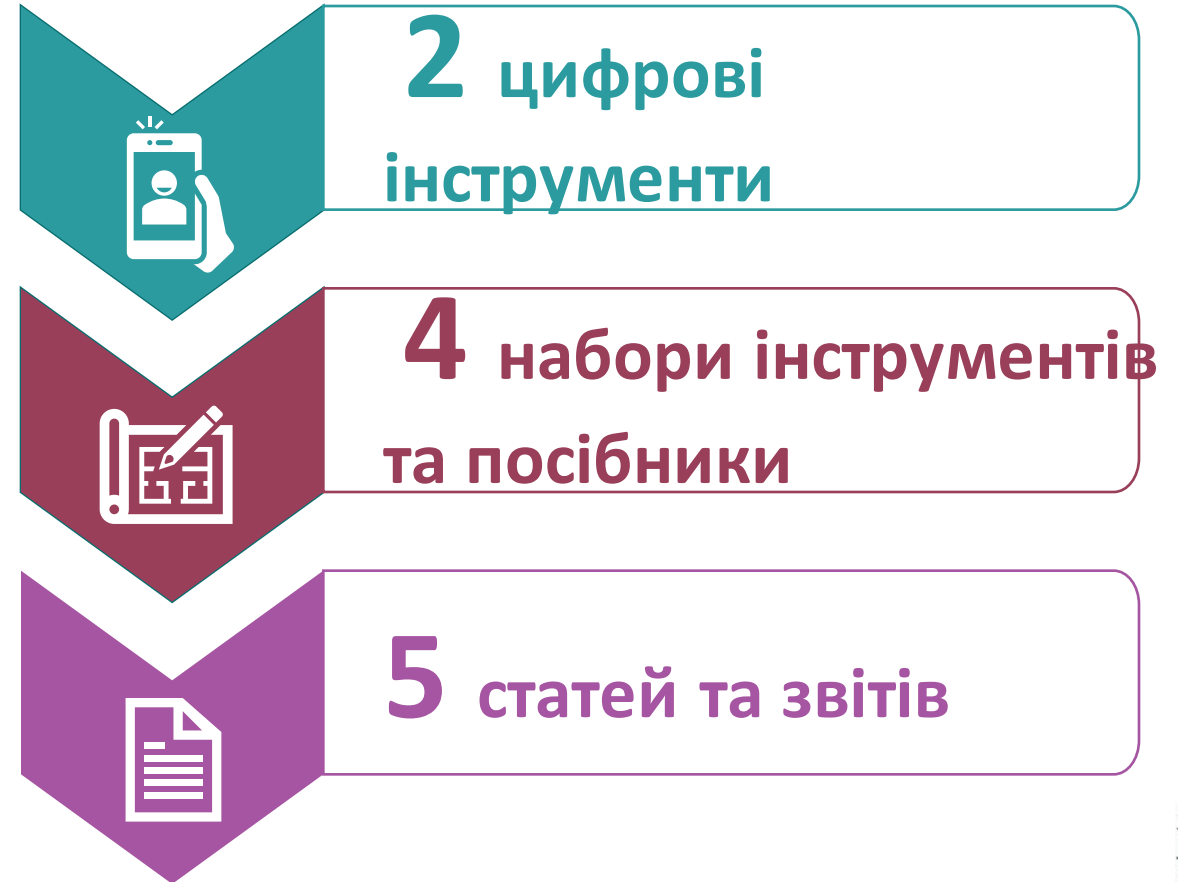 2 цифрові
інструменти
4 набори інструментів
та посібники
5 статей та звітів